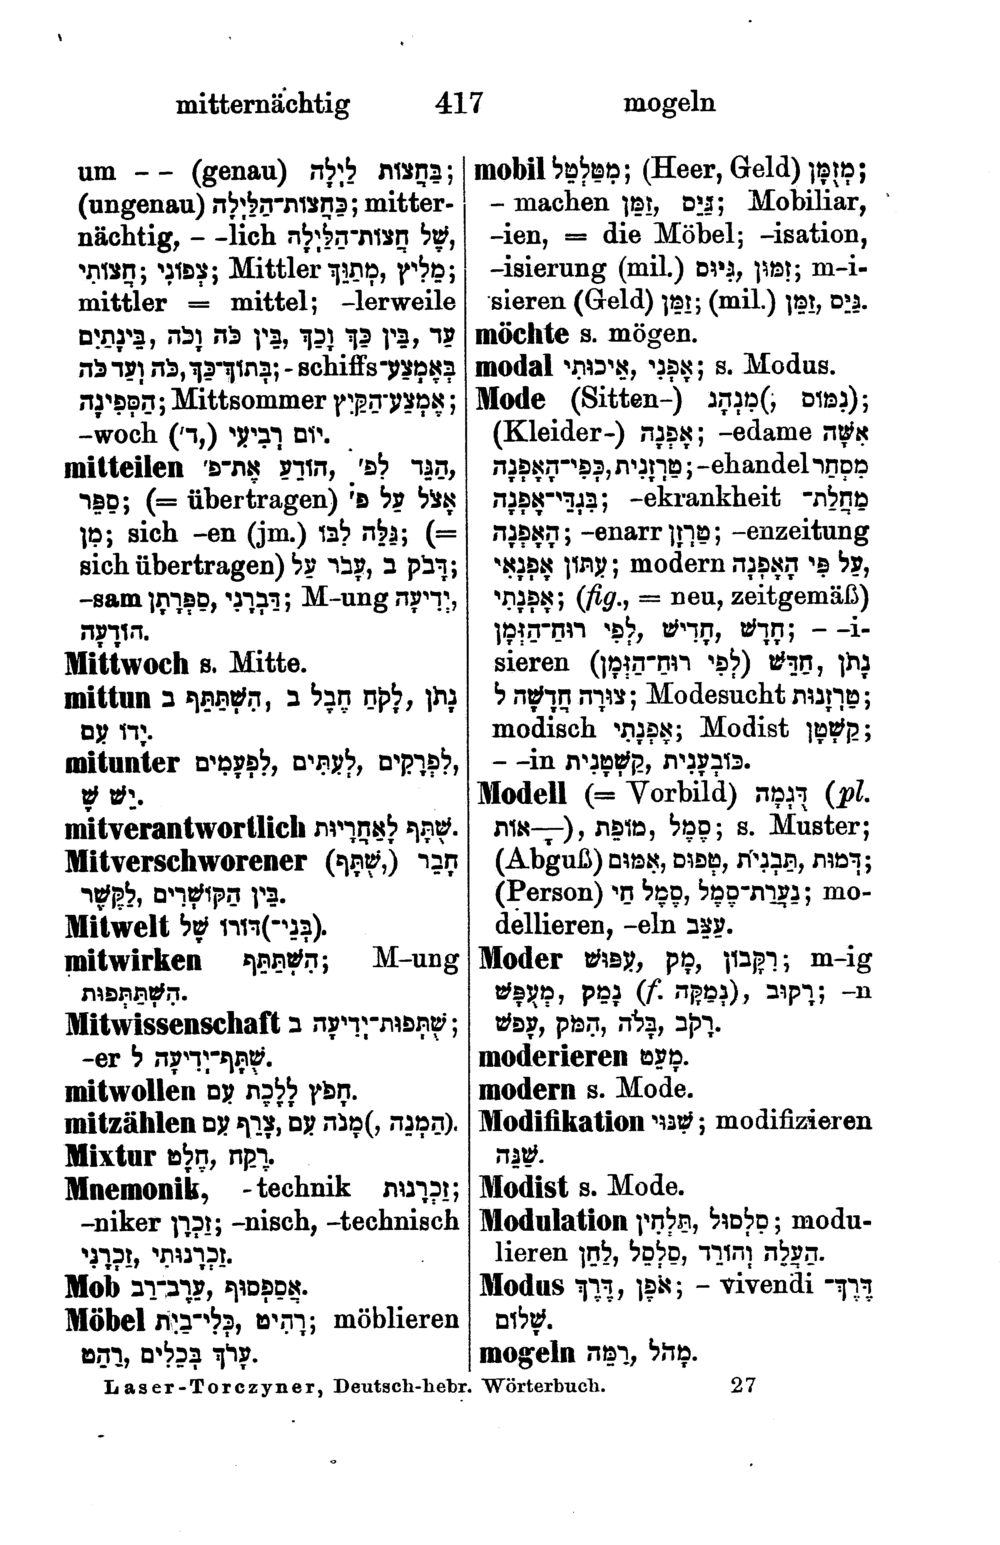 mitternächtig 417 mogeln
um – – (genau) בַּחֲצוֹת לַיְלָה;
(ungenau) כַּחֲצוֹת־הַלַּיְלָה; mitter-
nächtig, – –lich שֶׁל חֲצוֹת־הַלַּיְלָה,
חֲצוֹתִי; צְפוֹנִי; Mittler מֵלִיץ, מְתַוֵּךְ;
mittler = mittel; –lerweile
עַד, בֵּין כַּךְ וָכַךְ, בֵּין כֹּה וָכֹה, בֵּינָתַיִם
בְּתוֹךְ־כַּךְ, כֹּה וְעַד כֹּה; - schiffs בְּאֶמְצַע־
הַסְּפִינָה; Mittsommer אֶמְצַע־הַקַּיִץ;
–woch יוֹם רְבִיעִי (ד',).
mitteilen הַגֵּד לְפ', הוֹדַע אֶת־פ',
סַפֵּר; (= übertragen) אָצֹל עַל פ'
מִן; sich –en (jm.) גַּלֵּה לִבּוֹ; (=
sich übertragen) דָּבֹק ב, עָבֹר עַל;
–sam דַּבְּרָנִי, סַפְּרָתָן; M–ung יְדִיעָה,
הוֹדָעָה.
Mittwoch s. Mitte.
mittun נָתֹן, לָקֹחַ חֶבֶל ב, הִשְׁתַּתֵּף ב
יָדוֹ עִם.
mitunter לִפְרָקִים, לְעִתִּים, לִפְעָמִים,
יֵשׁ שֶׁ.
mitverantwortlich שֻׁתָּף לְאַחֲרָיוּת.
Mitverschworener חָבֵר (שֻׁתָּף,)
בֵּין הַקּוֹשְׁרִים, לְקֶשֶׁר.
Mitwelt (בְּנֵי־)דּוֹרוֹ שֶׁל.
mitwirken הִשְׁתַּתֵּף; M–ung
הִשְׁתַּתְּפוּת.
Mitwissenschaft שֻׁתָּפוּת־יְדִיעָה ב;
–er שֻׁתַּף־יְדִיעָה ל.
mitwollen חָפֹץ לָלֶכֶת עִם.
mitzählen מָנֹה (הִמָּנֵה,) עִם, צָרֵף עִם.
Mixtur רֶקַח, חֶלֶט.
Mnemonik, - technik זַכְרָנוּת;
–niker זַכְרָן; –nisch, –technisch
זַכְרָנוּתִי, זַכְרָנִי.
Mob אֲסַפְסוּף, עֵרֶב־רַב.
Möbel רָהִיט, כְּלִי־בַיִת; möblieren
עָרֹךְ בְּכֵלִים, רַהֵט.
mobil מְטַלְטֵל; (Heer, Geld) מְזֻמָּן;
– machen גַּיֵּס, זַמֵּן; Mobiliar,
–ien, = die Möbel; –isation,
–isierung (mil.) גִּיּוּס, זִמּוּן; m–i-
sieren (Geld) זַמֵּן; (mil.) גַּיֵּס, זַמֵּן.
möchte s. mögen.
modal אָפְנִי, אֵיכוּתִי; s. Modus.
Mode (Sitten–) מִנְהָג (, נִמּוֹס);
(Kleider–) אָפְנָה; –edame אִשָּׁה
כְּפִי־הָאָפְנָה, טַרְזָנִית; –ehandel מִסְחַר
בִּגְדֵי־אָפְנָה; –ekrankheit מַחֲלַת־
הָאָפְנָה; –enarr טַרְזָן; –enzeitung
עִתּוֹן אָפְנָאִי; modern עַל פִּי הָאָפְנָה שֶׁל,
אָפְנָתִי; (fig., = neu, zeitgemäß)
חָדָשׁ, חָדִישׁ, לְפִי רוּחַ־הַזְּמָן; – –i-
sieren נָתֹן, חַדֵּשׁ (לְפִי רוּחַ־הַזְּמָן)
צוּרָה חֲדָשָׁה ל; Modesucht טַרְזָנוּת;
modisch אָפְנָתִי; Modist קַשְּׁטָן;
– –in כּוֹבְעָנִית, קַשְּׁטָנִית.
Modell (= Vorbild) דֻּגְמָה (pl.
–ָאוֹת), סֵמֶל, מוֹפֵת; s. Muster;
(Abguß) דְּמוּת, תַּבְנִית, טְפוּס, אִמּוּם;
(Person) נַעֲרַת־סֵמֶל, סֵמֶל חַי; mo-
dellieren, –eln עַצֵּב.
Moder רִקָּבוֹן, מַק, עִפּוּשׁ; m–ig
רָקוּב, (נְמַקָּה .f) נָמֵק, מְעֻפָּשׁ; –n
רָקֹב, בָּלֹה, הִמֵּק, עָפֹשׁ.
moderieren מַעֵט.
modern s. Mode.
Modifikation שִׁנּוּי; modifizieren
שַׁנֵּה.
Modist s. Mode.
Modulation סִלְסוּל, תַּלְחִין; modu-
lieren הַעֲלֵה וְהוֹרֵד, סַלְסֵל, לַחֵן.
Modus אֹפֶן, דֶּרֶךְ; – vivendi דֶּרֶךְ־
שָׁלוֹם.
mogeln מָהֹל, רַמֵּה.
Laser-Torczyner, Deutsch-hebr. Wörterbuch. 27